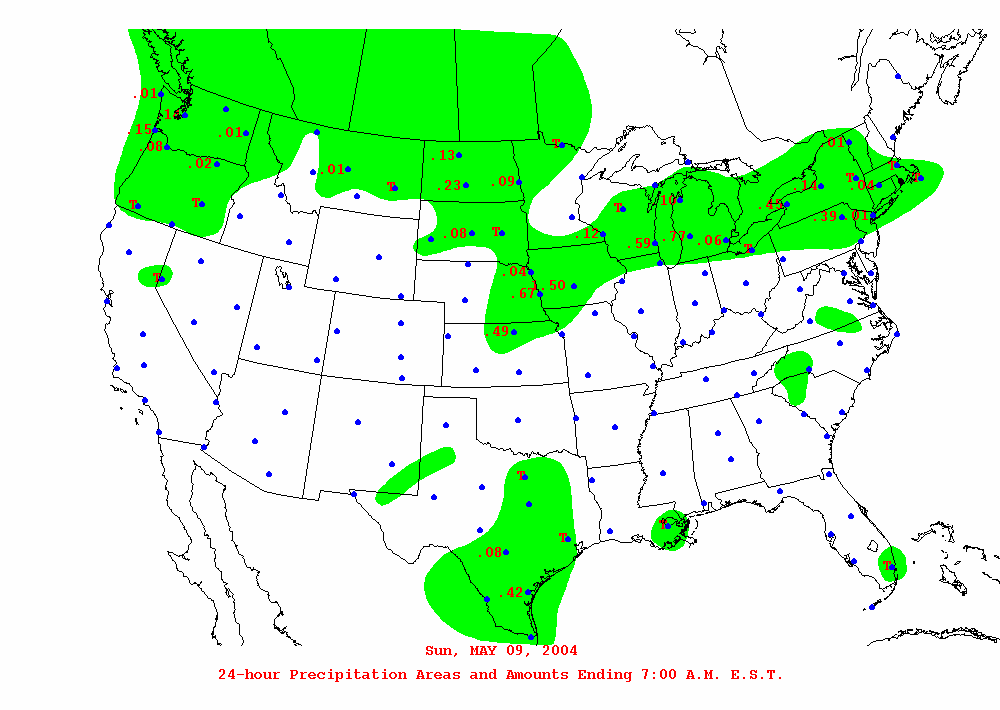 .01
.14
.15
.08
.01
.02
T
T
.01
T
.13
.23
.09
T
.08
T
.12
T
.10
.59
.77
.06
T
.45
.14
.01
T
.04
T
T
.39
.01
.04
.67
1.50
.49
T
T
T
.08
.42
T
T
Sun, MAY 09, 2004
24-hour Precipitation Areas and Amounts Ending 7:00 A.M. E.S.T.